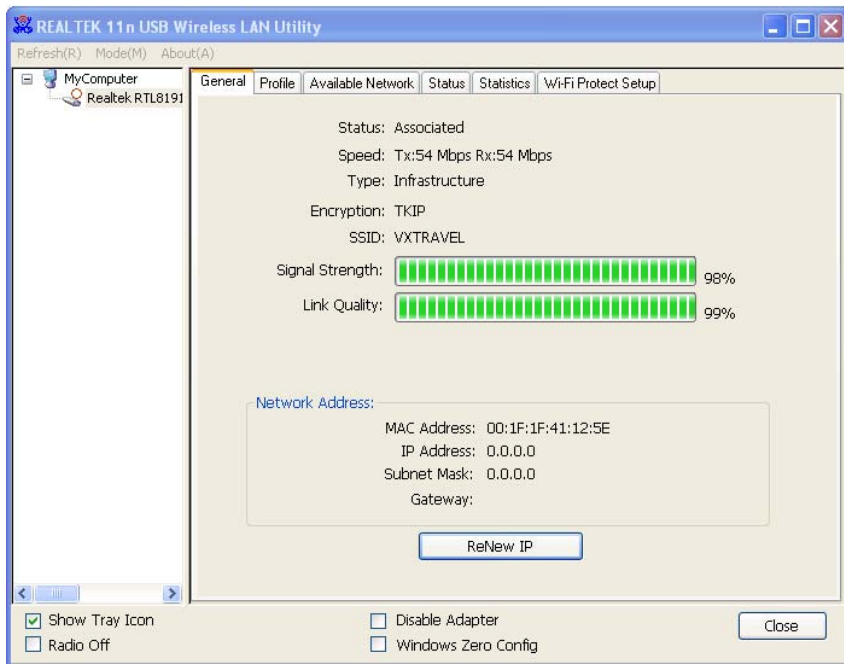 REALTEK 11n USB Wireless LAN Utility
Refresh(R) Mode(M) About(A)
MyComputer
Realtek RTL8191
General Profile Available Network Status Statistics Wi-Fi Protect Setup
Status: Associated
Speed: Tx:54 Mbps Rx:54 Mbps
Type: Infrastructure
Encryption: TKIP
SSID: VXTRAVEL
Signal Strength: 98%
Link Quality: 99%
Network Address:
MAC Address: 00:1F:1F:41:12:5E
IP Address: 0.0.0.0
Subnet Mask: 0.0.0.0
Gateway:
ReNew IP
Show Tray Icon Disable Adapter
Radio Off Windows Zero Config
Close